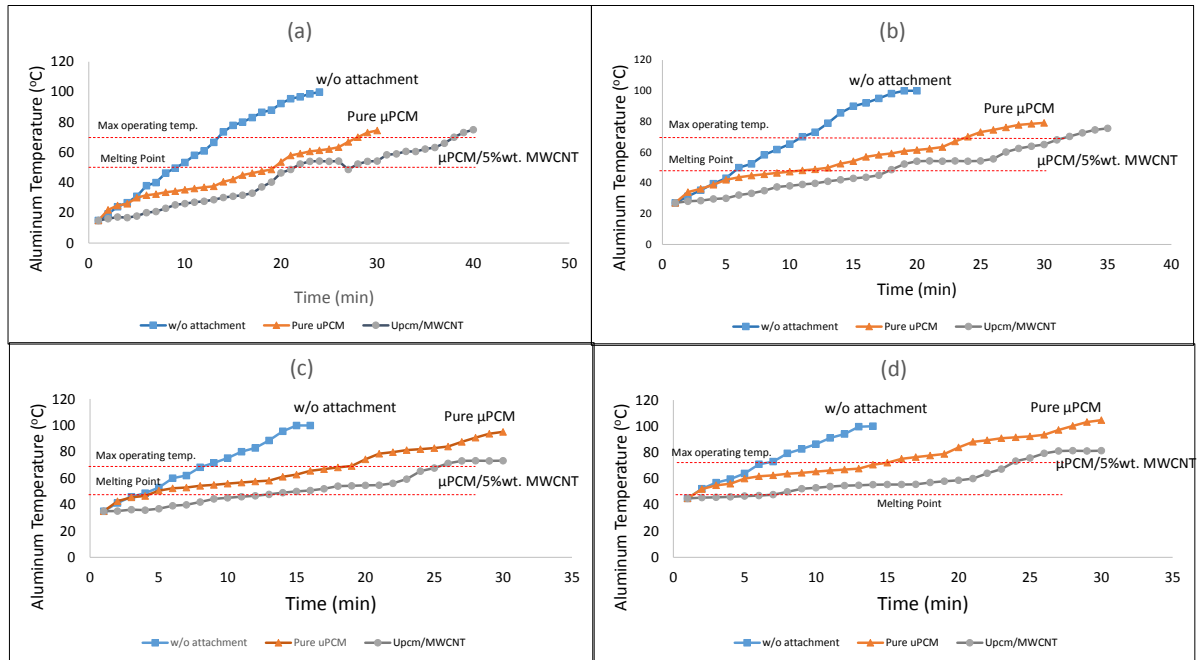 (a)
120
100
80
60
40
20
0
Aluminum Temperature (°C)
w/o attachment
Pure µPCM
Max operating temp.
Melting Point
µPCM/5%wt. MWCNT
0 10 20 30 40 50
Time (min)
w/o attachment Pure uPCM Upcm/MWCNT
(b)
120
100
80
60
40
20
0
Aluminum Temperature (°C)
w/o attachment
Pure µPCM
Max operating temp.
Melting Point
µPCM/5%wt. MWCNT
0 5 10 15 20 25 30 35 40
Time (min)
w/o attachment Pure uPCM Upcm/MWCNT
(c)
120
100
80
60
40
20
0
Aluminum Temperature (°C)
w/o attachment
Pure µPCM
Max operating temp.
Melting Point
µPCM/5%wt. MWCNT
0 5 10 15 20 25 30 35
Time (min)
w/o attachment Pure uPCM Upcm/MWCNT
(d)
120
100
80
60
40
20
0
Aluminum Temperature (°C)
w/o attachment
Pure µPCM
Max operating temp.
µPCM/5%wt. MWCNT
Melting Point
0 5 10 15 20 25 30 35
Time (min)
w/o attachment Pure uPCM Upcm/MWCNT